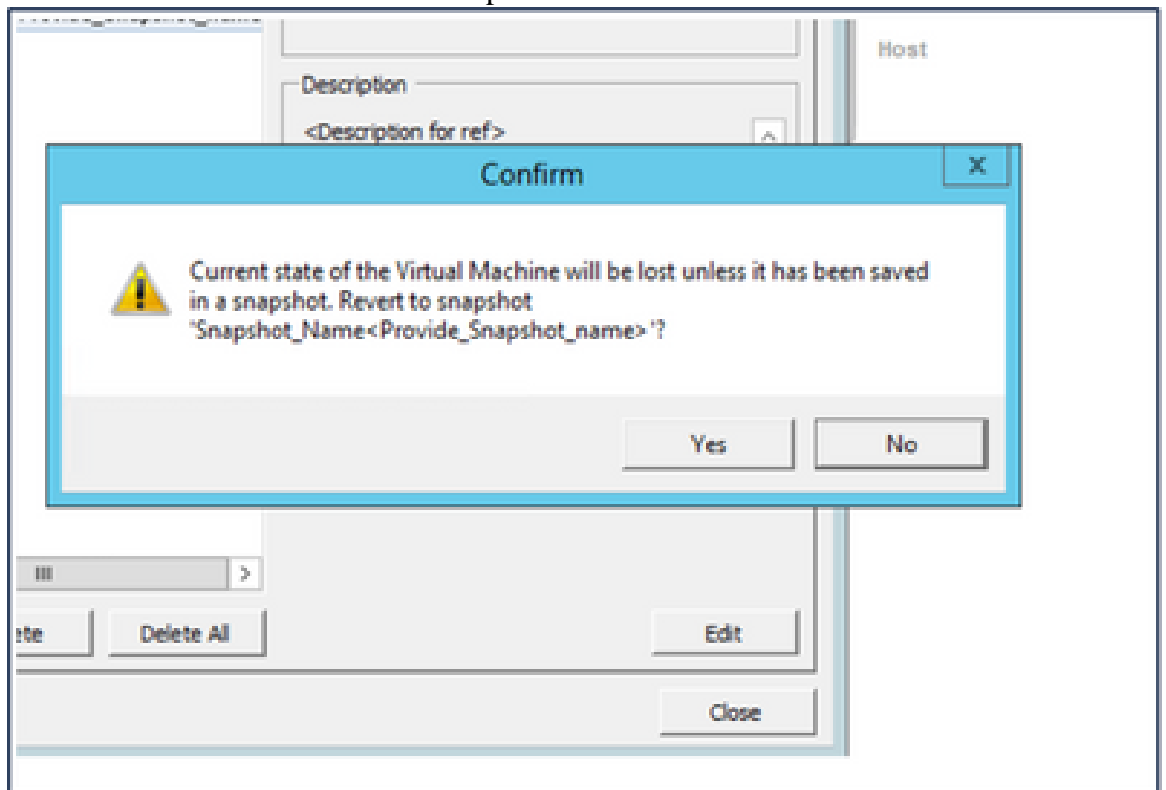 Host
Description
<Description for ref>
Confirm
X
Current state of the Virtual Machine will be lost unless it has been saved
in a snapshot. Revert to snapshot
'Snapshot_Name<Provide_Snapshot_name> '?
Yes
No
ete
Delete All
Edit
Close